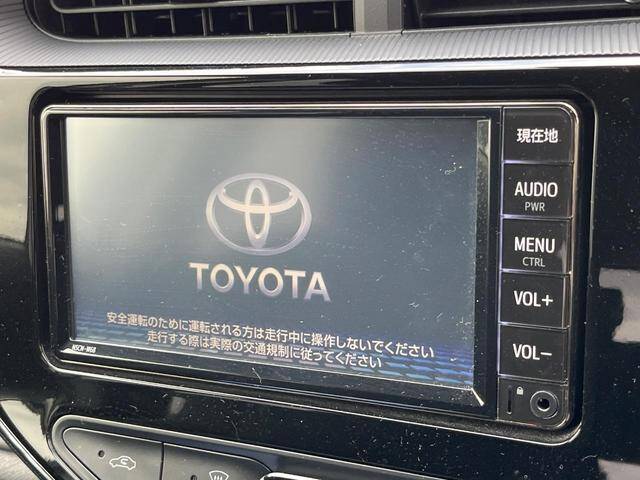 現在地
AUDIO
PWR
MENU
CTRL
VOL+
VOL-
TOYOTA
安全運転のために運転される方は走行中に操作しないでください
走行する際は実際の交通規制に従ってください
NSCN-W68